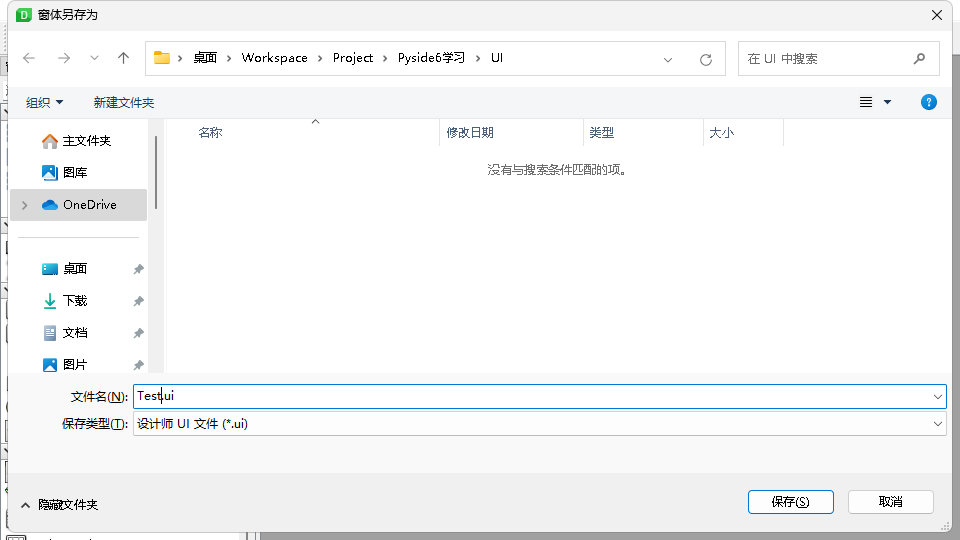 窗体另存为
桌面 > Workspace > Project > Pyside6学习 > UI
在 UI 中搜索
组织
新建文件夹
主文件夹
图库
OneDrive
桌面
下载
文档
图片
名称
修改日期
类型
大小
没有与搜索条件匹配的项。
文件名(N):
Test.ui
保存类型(T):
设计师 UI 文件 (*.ui)
隐藏文件夹
保存(S)
取消